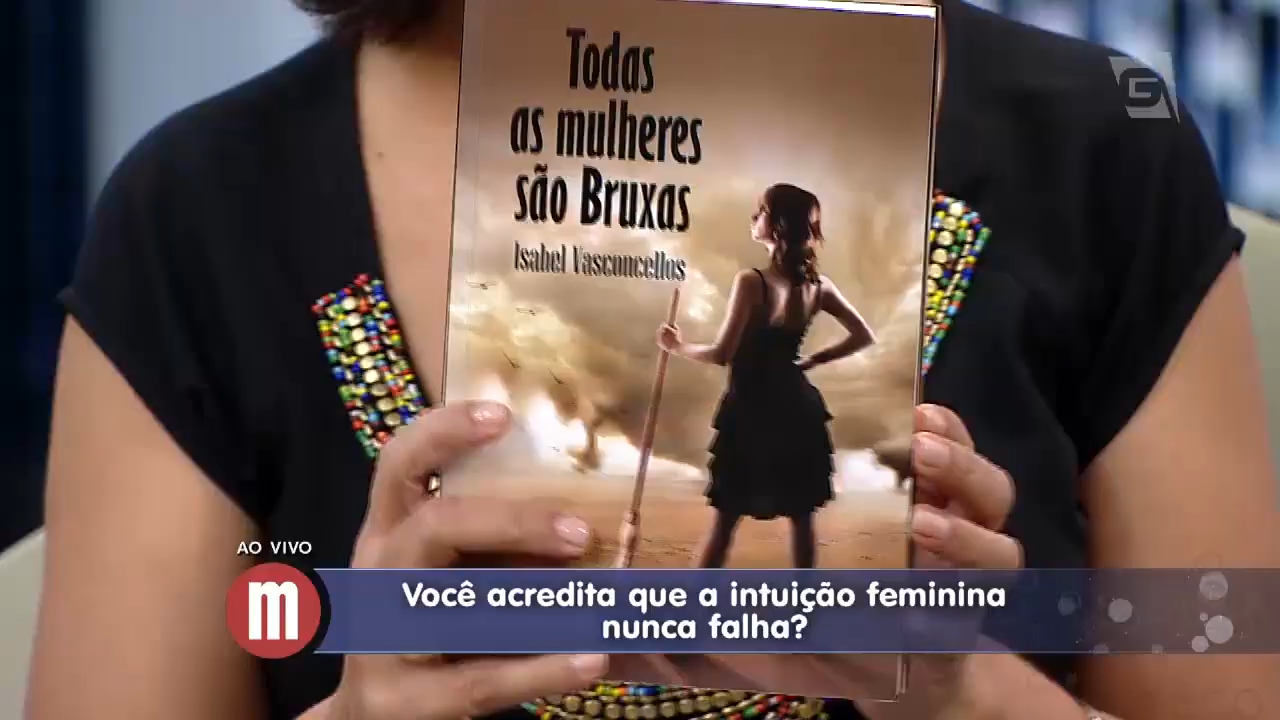 Todas
as mulheres
são Bruxas
Isabel Vasconcellos
G
AO VIVO
m
Você acredita que a intuição feminina
nunca falha?